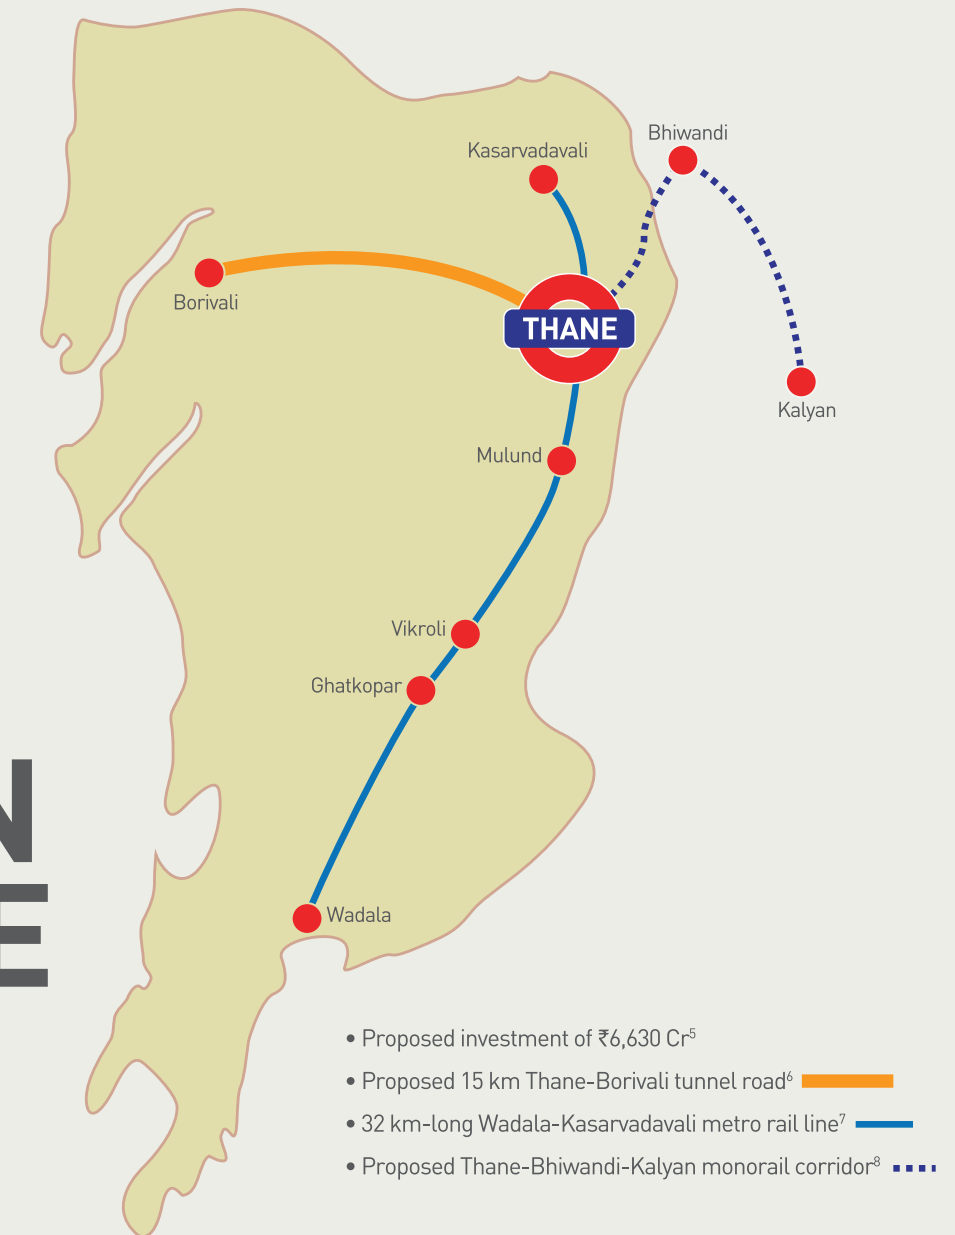 Bhiwandi
Kasarvadavali
Borivali
THANE
Kalyan
Mulund
Vikroli
Ghatkopar
N
E
Wadala
• Proposed investment of ₹6,630 Cr⁵
• Proposed 15 km Thane-Borivali tunnel road⁶
• 32 km-long Wadala-Kasarvadavali metro rail line⁷
• Proposed Thane-Bhiwandi-Kalyan monorail corridor⁸